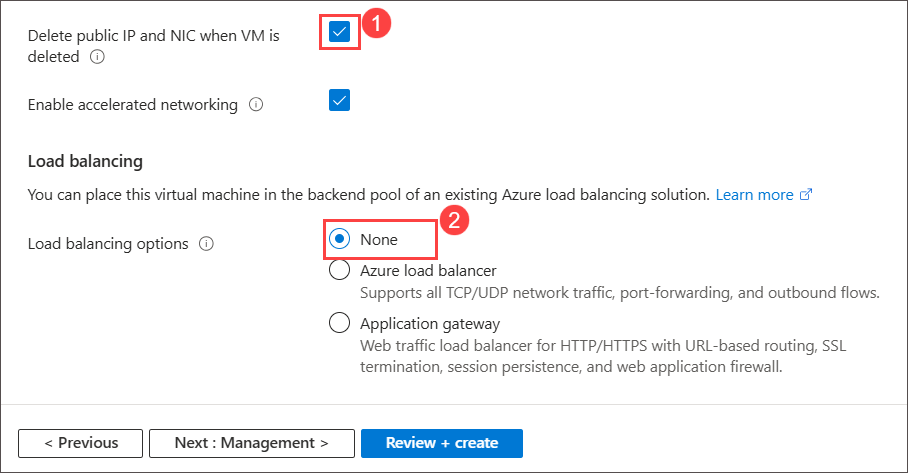 Delete public IP and NIC when VM is
deleted
1
Enable accelerated networking
Load balancing
You can place this virtual machine in the backend pool of an existing Azure load balancing solution. Learn more
2
Load balancing options
None
Azure load balancer
Supports all TCP/UDP network traffic, port-forwarding, and outbound flows.
Application gateway
Web traffic load balancer for HTTP/HTTPS with URL-based routing, SSL
termination, session persistence, and web application firewall.
< Previous
Next : Management >
Review + create